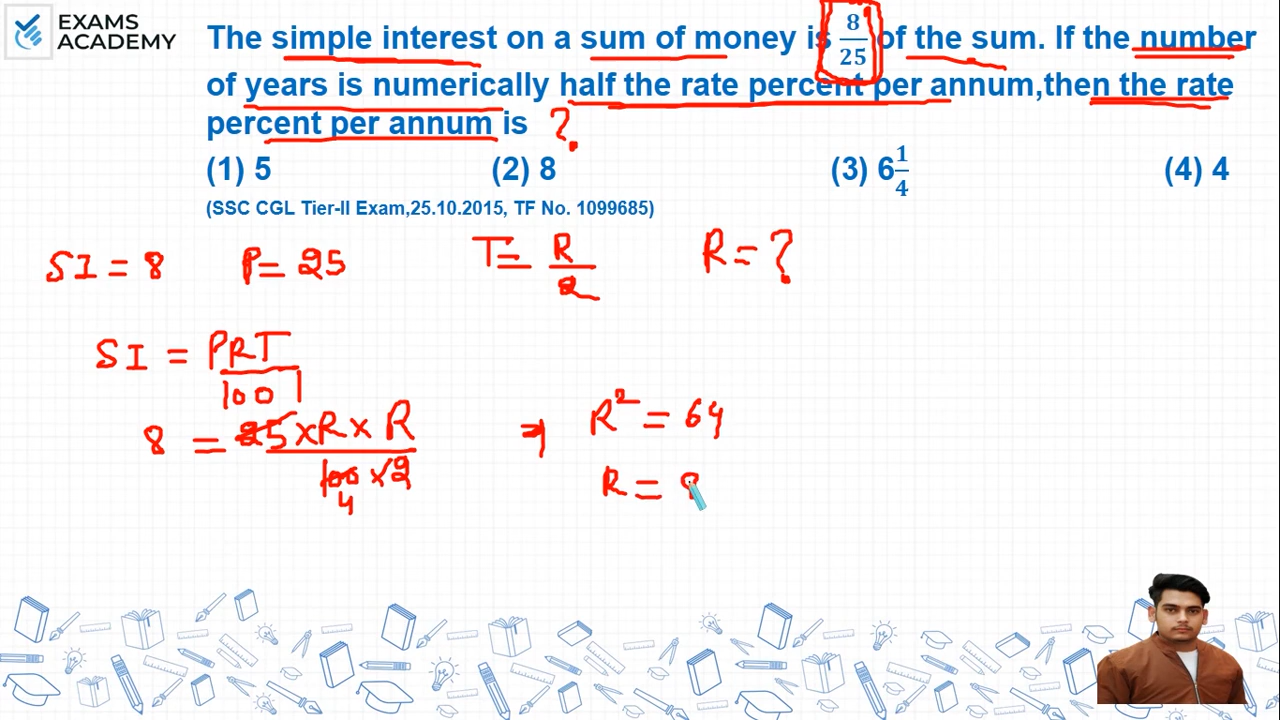 EXAMS
ACADEMY
The simple interest on a sum of money is 8/25 of the sum. If the number
of years is numerically half the rate percent per annum,then the rate
percent per annum is ?
(1) 5 (2) 8 (3) 6 1/4 (4) 4
(SSC CGL Tier-II Exam,25.10.2015, TF No. 1099685)
SI = 8 P = 25 T = R/2 R = ?
SI = PRT/100
8 = 25 × R × R / 100 × 2 ⇒ R² = 64
4
R = 8